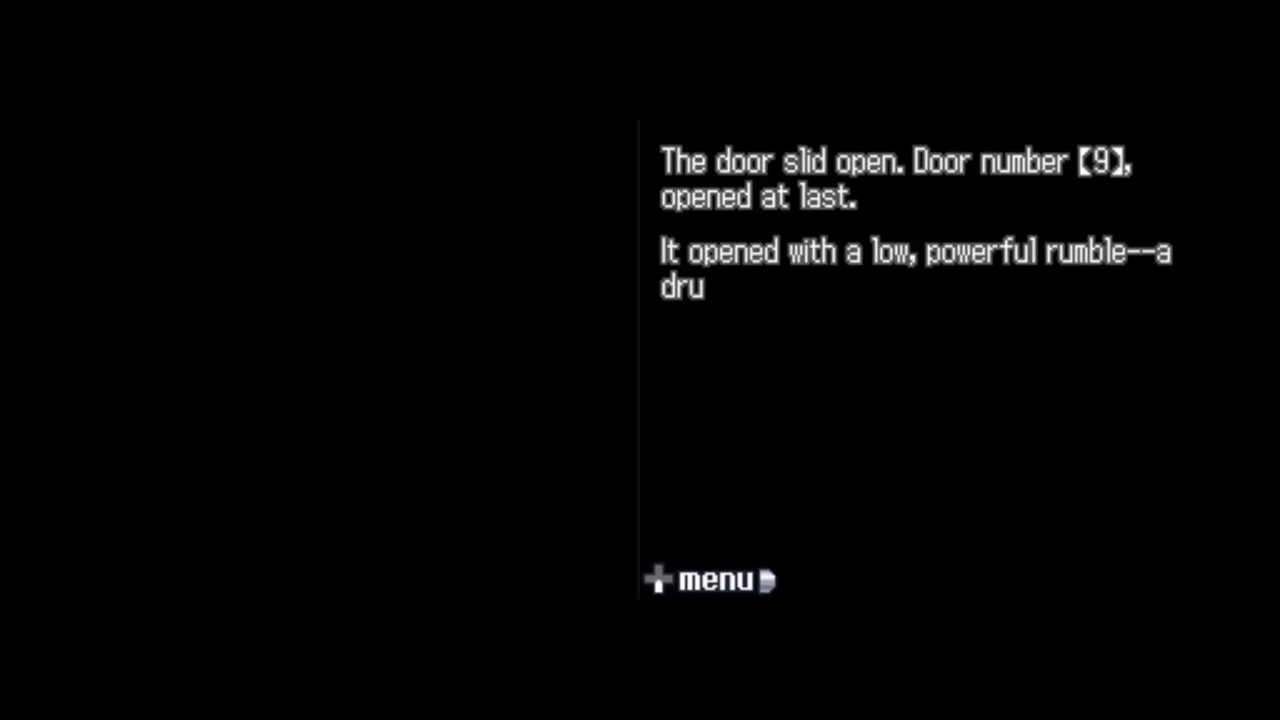 The door slid open. Door number 【9】,
opened at last.
It opened with a low, powerful rumble--a
dru
menu